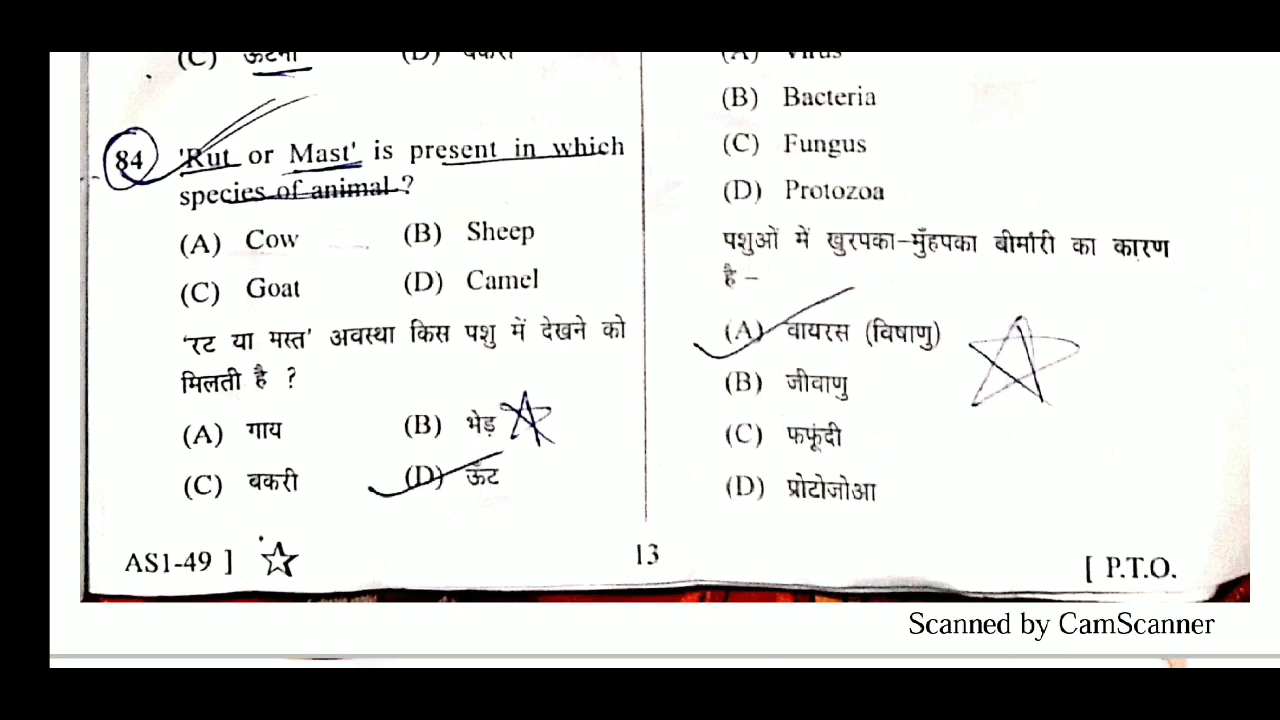 (C) ऊँटनी (D) बकरी
84 'Rut or Mast' is present in which
species of animal ?
(A) Cow (B) Sheep
(C) Goat (D) Camel
'रट या मस्त' अवस्था किस पशु में देखने को
मिलती है ?
(A) गाय (B) भेड़
(C) बकरी (D) ऊँट
AS1-49 ]
(A) Virus
(B) Bacteria
(C) Fungus
(D) Protozoa
पशुओं में खुरपका-मुँहपका बीमारी का कारण
है –
(A) वायरस (विषाणु)
(B) जीवाणु
(C) फफूंदी
(D) प्रोटोजोआ
13
[ P.T.O.
Scanned by CamScanner